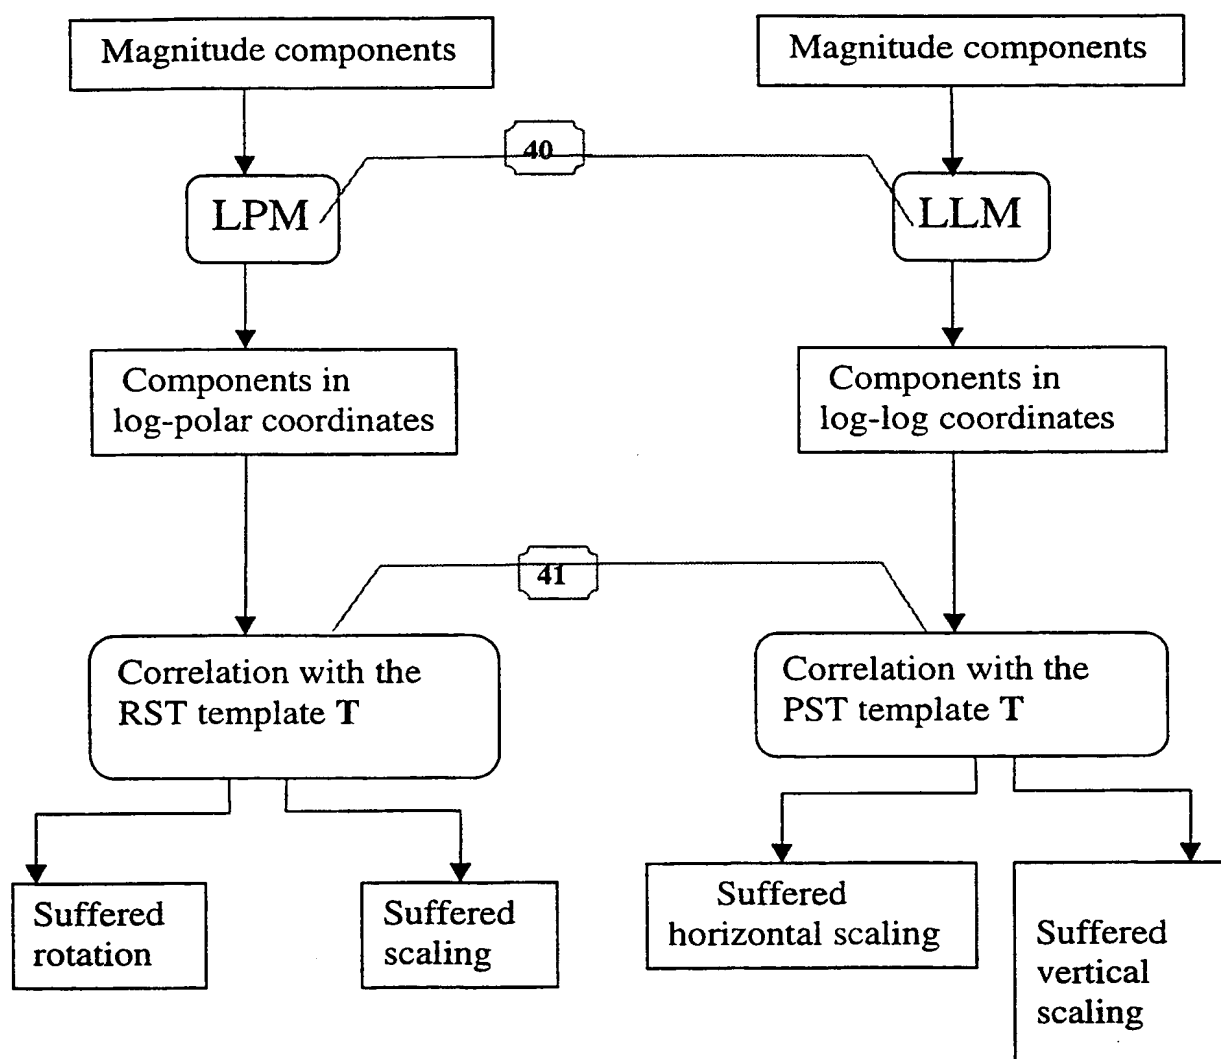 Magnitude components
Magnitude components
40
LPM
LLM
Components in
log-polar coordinates
Components in
log-log coordinates
41
Correlation with the
RST template T
Correlation with the
PST template T
Suffered
rotation
Suffered
scaling
Suffered
horizontal scaling
Suffered
vertical
scaling